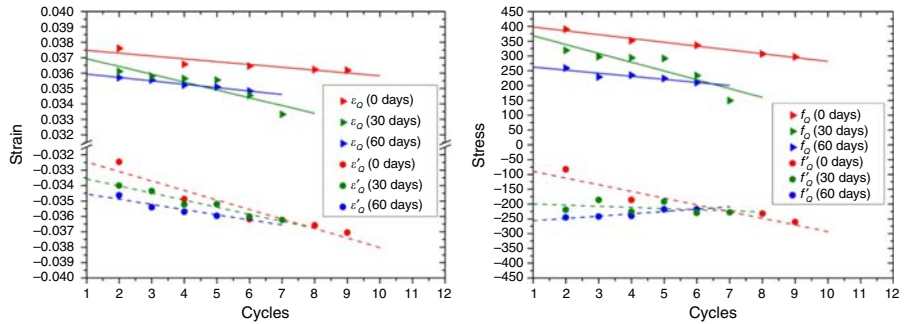 0.040
0.039
0.038
0.037
0.036
0.035
0.034
0.033
0.032
−0.032
−0.033
−0.034
−0.035
−0.036
−0.037
−0.038
−0.039
−0.040
Strain
1 2 3 4 5 6 7 8 9 10 11 12
Cycles
εQ (0 days)
εQ (30 days)
εQ (60 days)
ε′Q (0 days)
ε′Q (30 days)
ε′Q (60 days)
450
400
350
300
250
200
150
100
50
0
−50
−100
−150
−200
−250
−300
−350
−400
−450
Stress
1 2 3 4 5 6 7 8 9 10 11 12
Cycles
fQ (0 days)
fQ (30 days)
fQ (60 days)
f′Q (0 days)
f′Q (30 days)
f′Q (60 days)